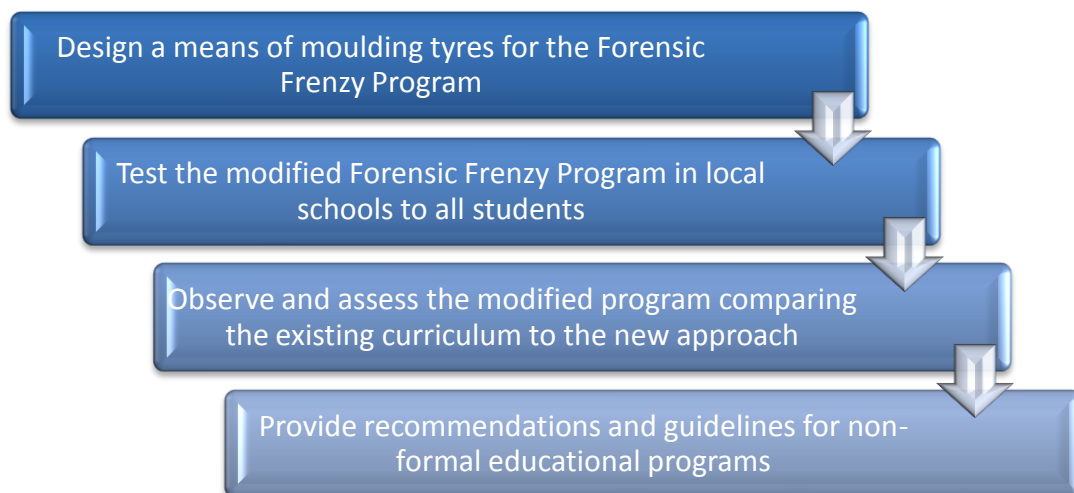 Design a means of moulding tyres for the Forensic
Frenzy Program
Test the modified Forensic Frenzy Program in local
schools to all students
Observe and assess the modified program comparing
the existing curriculum to the new approach
Provide recommendations and guidelines for non-
formal educational programs